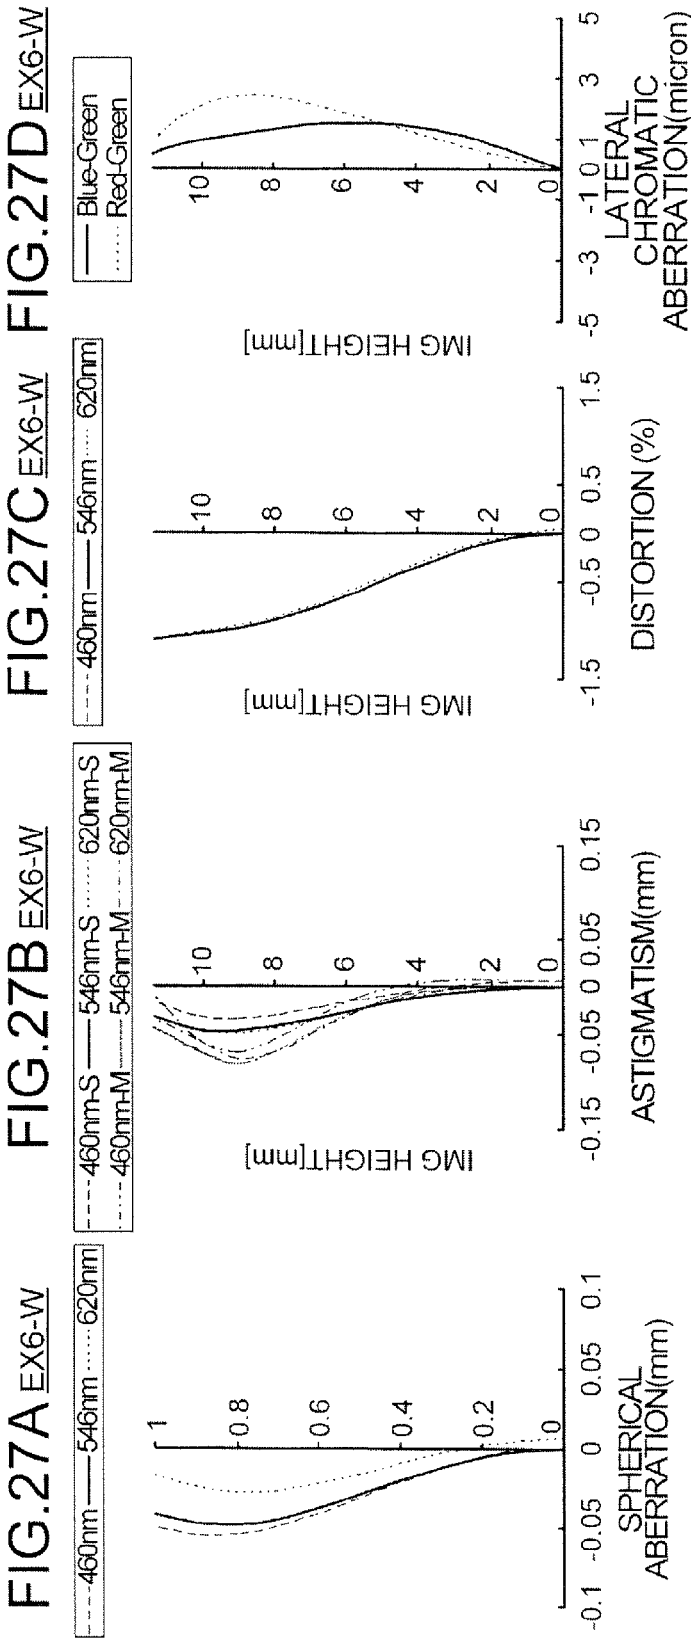 FIG.27A EX6-W
460nm 546nm 620nm
1
0.8
0.6
0.4
0.2
0
-0.1 -0.05 0 0.05 0.1
SPHERICAL
ABERRATION(mm)
FIG.27B EX6-W
460nm-S 546nm-S 620nm-S
460nm-M 546nm-M 620nm-M
IMG HEIGHT[mm]
10
8
6
4
2
0
-0.15 -0.05 0 0.05 0.15
ASTIGMATISM(mm)
FIG.27C EX6-W
460nm 546nm 620nm
IMG HEIGHT[mm]
10
8
6
4
2
0
-1.5 -0.5 0 0.5 1.5
DISTORTION (%)
FIG.27D EX6-W
Blue-Green
Red-Green
IMG HEIGHT[mm]
10
8
6
4
2
0
-5 -3 -1 0 1 3 5
LATERAL
CHROMATIC
ABERRATION(micron)